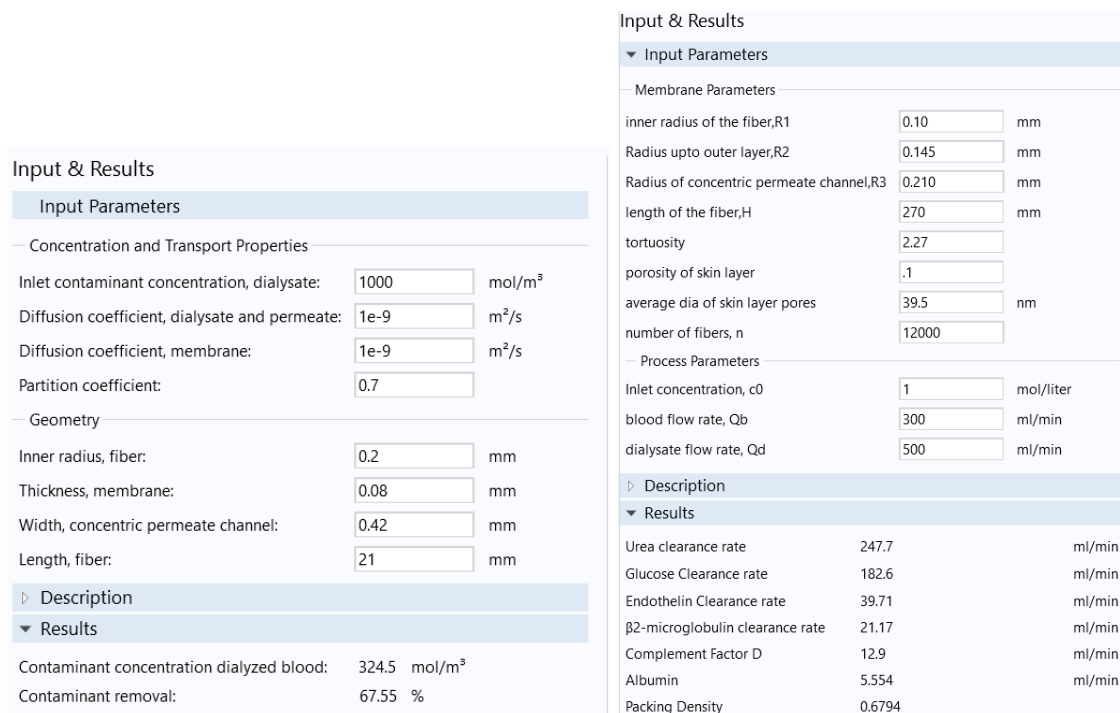 Input & Results
Input Parameters
Concentration and Transport Properties
Inlet contaminant concentration, dialysate: 1000 mol/m³
Diffusion coefficient, dialysate and permeate: 1e-9 m²/s
Diffusion coefficient, membrane: 1e-9 m²/s
Partition coefficient: 0.7
Geometry
Inner radius, fiber: 0.2 mm
Thickness, membrane: 0.08 mm
Width, concentric permeate channel: 0.42 mm
Length, fiber: 21 mm
Description
Results
Contaminant concentration dialyzed blood: 324.5 mol/m³
Contaminant removal: 67.55 %
Input & Results
Input Parameters
Membrane Parameters
inner radius of the fiber,R1 0.10 mm
Radius upto outer layer,R2 0.145 mm
Radius of concentric permeate channel,R3 0.210 mm
length of the fiber,H 270 mm
tortuosity 2.27
porosity of skin layer .1
average dia of skin layer pores 39.5 nm
number of fibers, n 12000
Process Parameters
Inlet concentration, c0 1 mol/liter
blood flow rate, Qb 300 ml/min
dialysate flow rate, Qd 500 ml/min
Description
Results
Urea clearance rate 247.7 ml/min
Glucose Clearance rate 182.6 ml/min
Endothelin Clearance rate 39.71 ml/min
β2-microglobulin clearance rate 21.17 ml/min
Complement Factor D 12.9 ml/min
Albumin 5.554 ml/min
Packing Density 0.6794